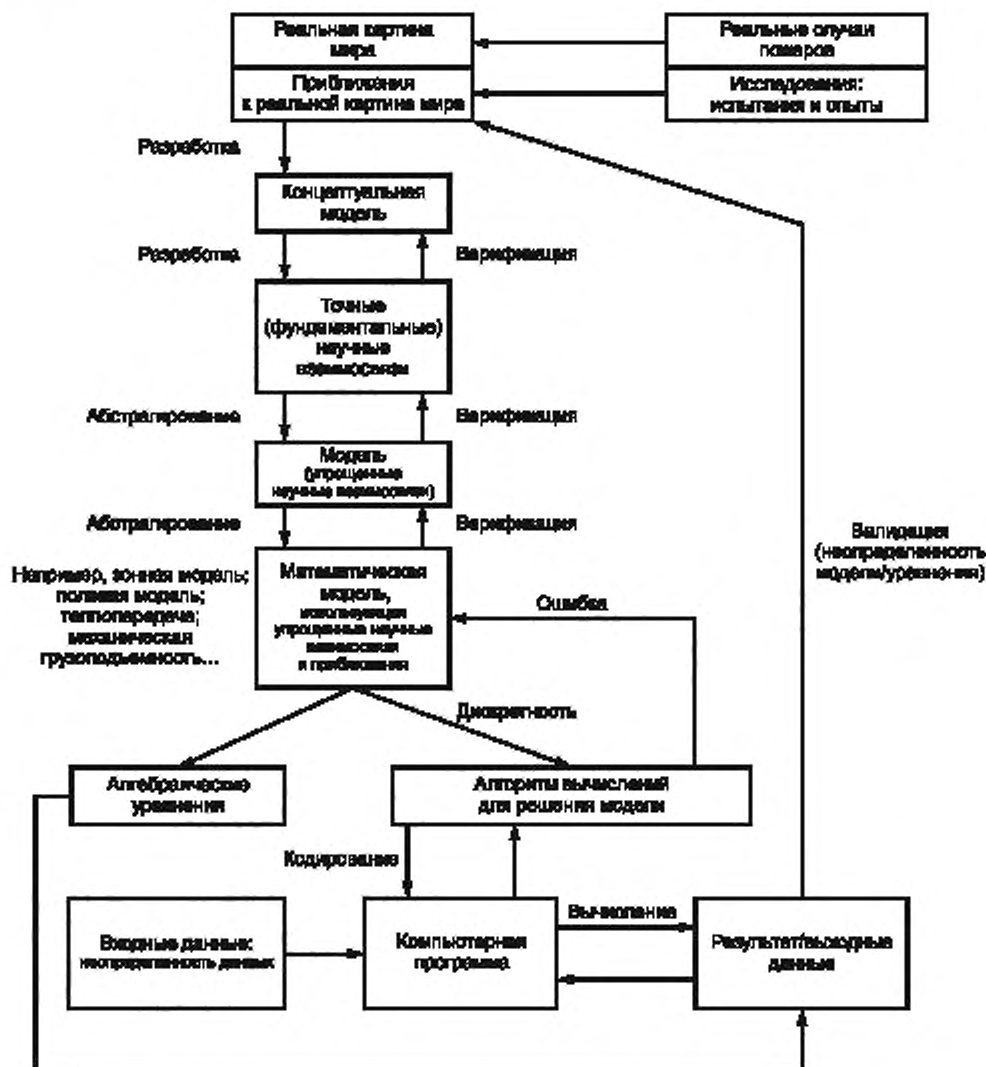 Реальная картина
мира
Реальные случаи
пожаров
Приближения
к реальной картине мира
Исследования:
испытания и опыты
Разработка
Концептуальная
модель
Разработка
Верификация
Точные
(фундаментальные)
научные
взаимосвязи
Абстрагирование
Верификация
Модель
(упрощенные
научные взаимосвязи)
Абстрагирование
Верификация
Валидация
(неопределенность
модели/уравнения)
Например, зонная модель;
полевая модель;
теплопередача;
механическая
грузоподъемность...
Математическая
модель,
использующая
упрощенные научные
взаимосвязи
и приближения
Ошибка
Дискретность
Алгебраические
уравнения
Алгоритм вычислений
для решения модели
Кодирование
Входные данные:
неопределенность данных
Компьютерная
программа
Вычисление
Результат/выходные
данные